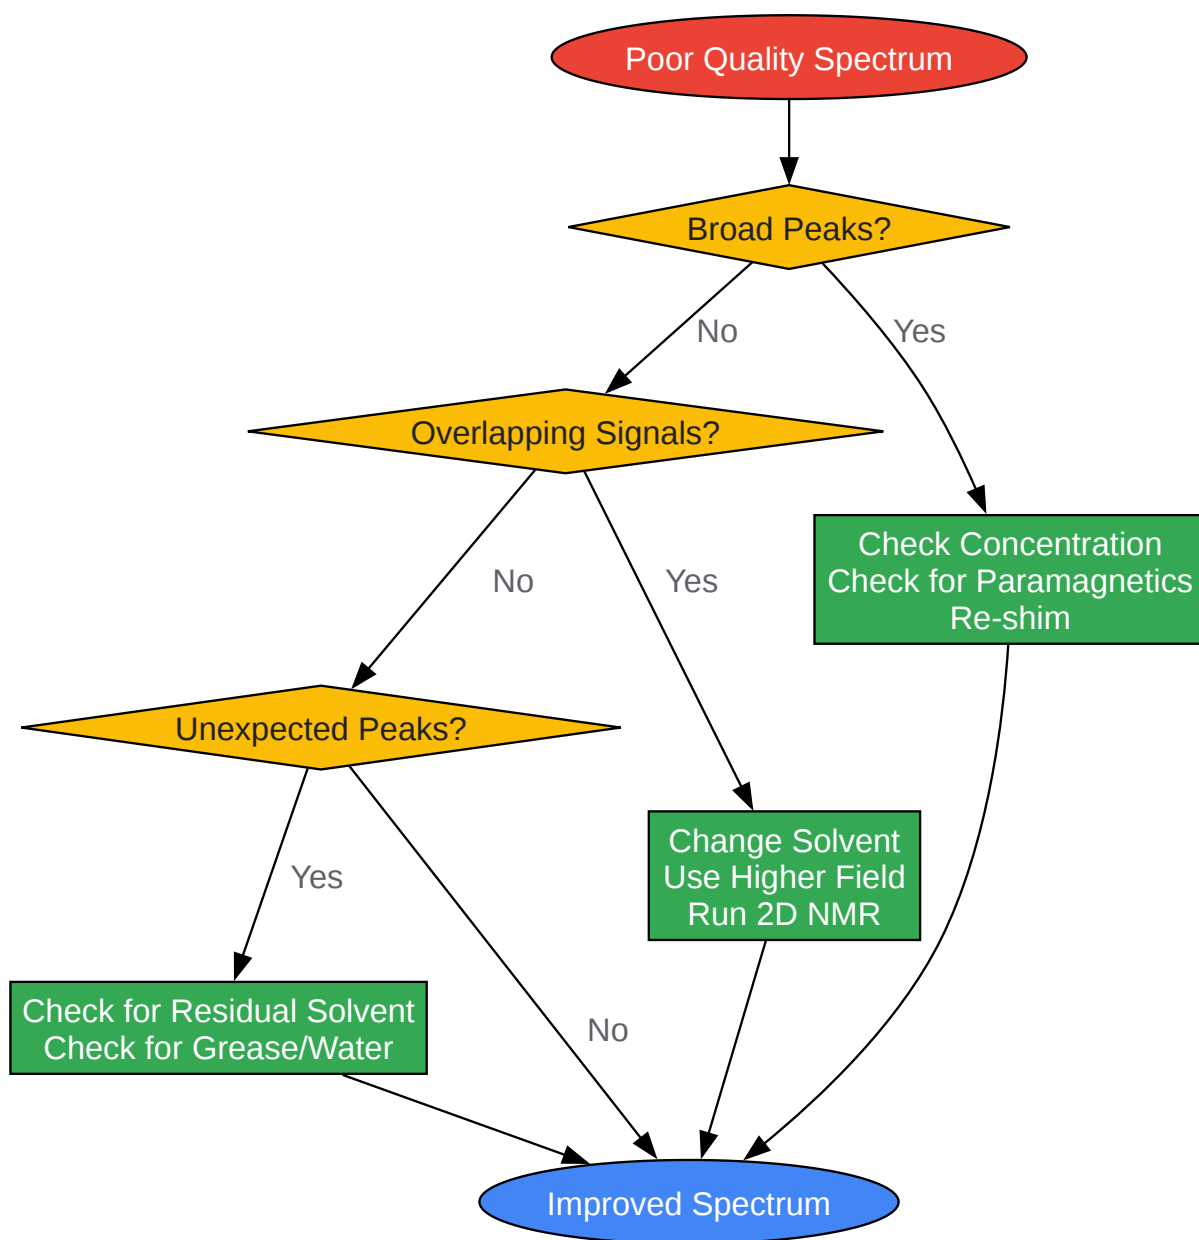 Poor Quality Spectrum
Broad Peaks?
No
Yes
Overlapping Signals?
No
Yes
Check Concentration
Check for Paramagnetics
Re-shim
Unexpected Peaks?
Yes
No
Change Solvent
Use Higher Field
Run 2D NMR
Check for Residual Solvent
Check for Grease/Water
Improved Spectrum